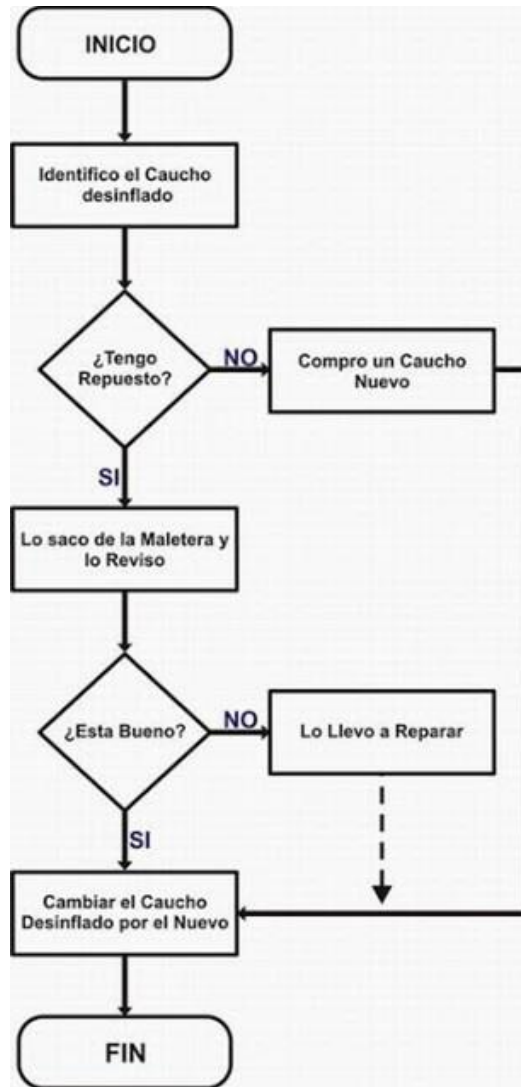 INICIO
Identifico el Caucho
desinflado
¿Tengo
Repuesto?
NO
Compro un Caucho
Nuevo
SI
Lo saco de la Maletera y
lo Reviso
¿Esta Bueno?
NO
Lo Llevo a Reparar
SI
Cambiar el Caucho
Desinflado por el Nuevo
FIN